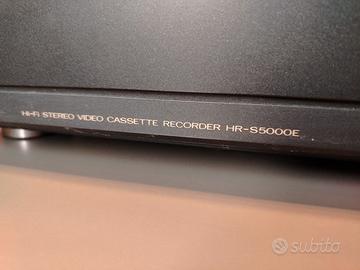 Hi-Fi STEREO VIDEO CASSETTE RECORDER HR-S5000E
subito